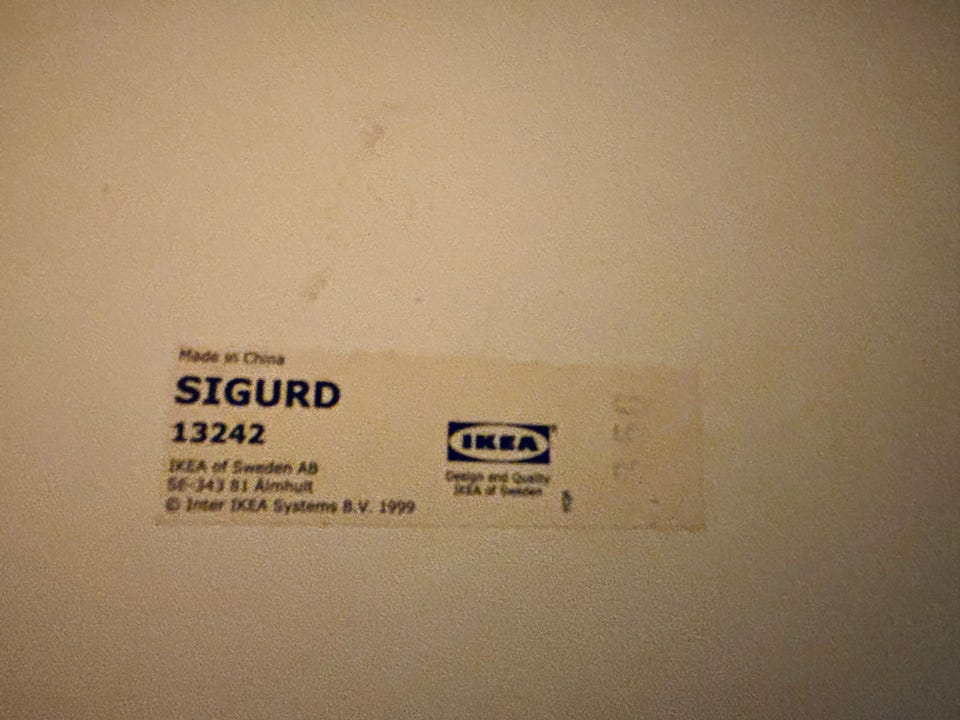 Made in China
SIGURD
13242
IKEA of Sweden AB
SE-343 81 Älmhult
© Inter IKEA Systems B.V. 1999
IKEA®
Design and Quality
IKEA of Sweden